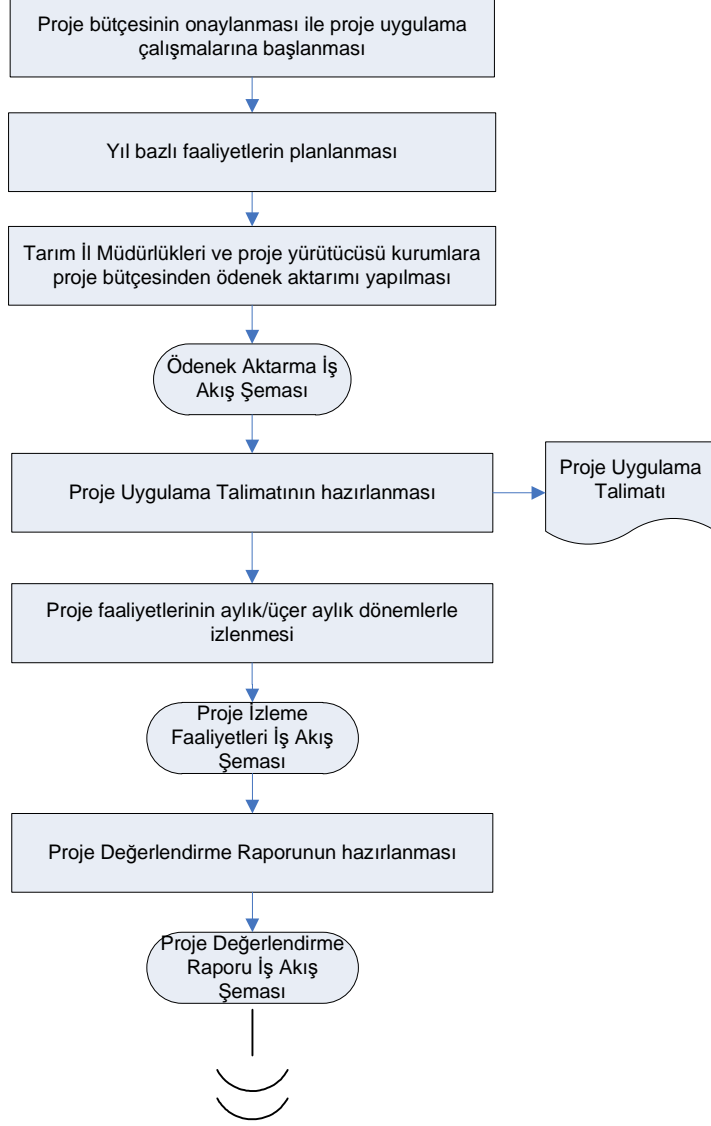 Proje bütçesinin onaylanması ile proje uygulama
çalışmalarına başlanması
Yıl bazlı faaliyetlerin planlanması
Tarım İl Müdürlükleri ve proje yürütücüsü kurumlara
proje bütçesinden ödenek aktarımı yapılması
Ödenek Aktarma İş
Akış Şeması
Proje Uygulama Talimatının hazırlanması
Proje Uygulama
Talimatı
Proje faaliyetlerinin aylık/üçer aylık dönemlerle
izlenmesi
Proje İzleme
Faaliyetleri İş Akış
Şeması
Proje Değerlendirme Raporunun hazırlanması
Proje Değerlendirme
Raporu İş Akış
Şeması